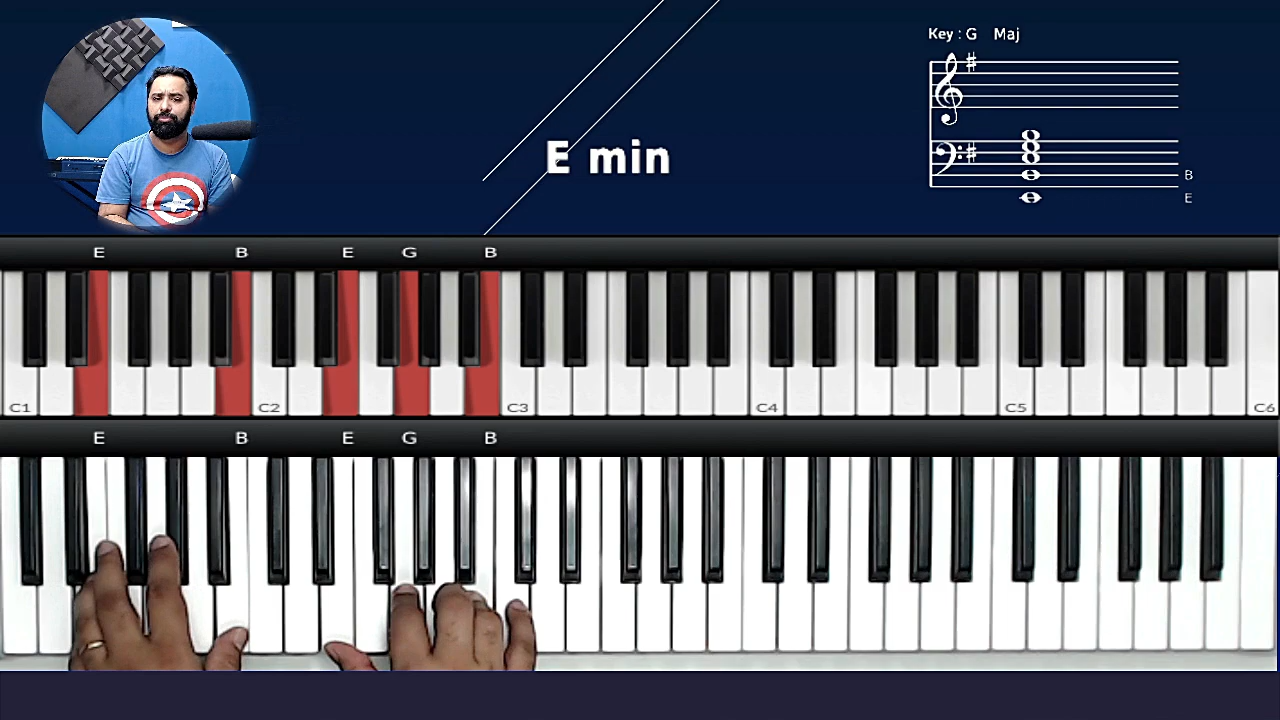 Key : G Maj
E min
B
E
E B E G B
C1 C2 C3 C4 C5 C6
E B E G B